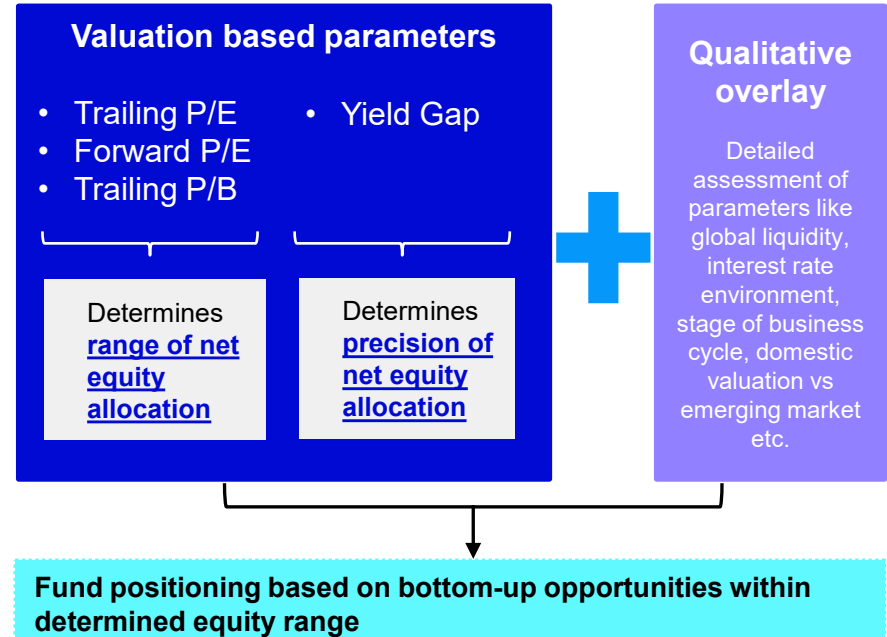 Valuation based parameters
• Trailing P/E
• Forward P/E
• Trailing P/B
• Yield Gap
Determines
range of net
equity
allocation
Determines
precision of
net equity
allocation
Qualitative
overlay
Detailed
assessment of
parameters like
global liquidity,
interest rate
environment,
stage of business
cycle, domestic
valuation vs
emerging market
etc.
Fund positioning based on bottom-up opportunities within
determined equity range